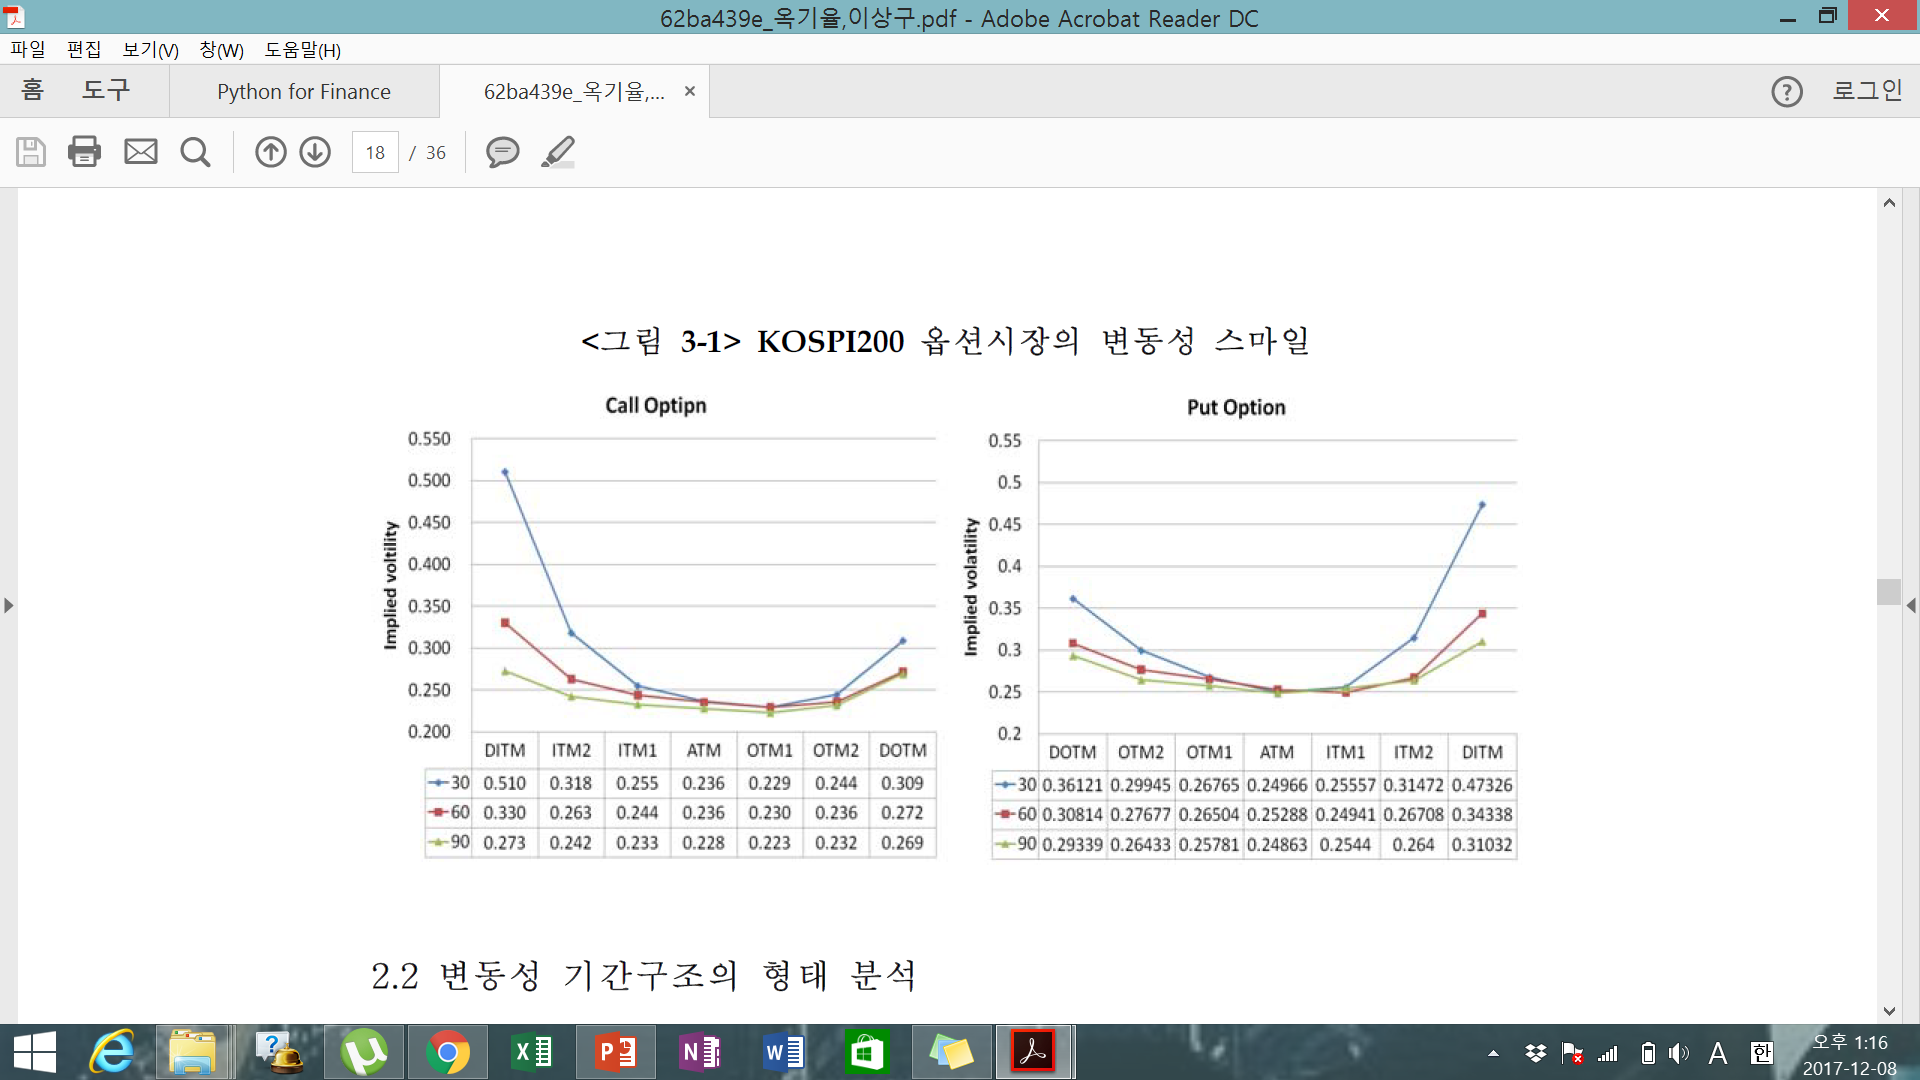 62ba439e_옥기율,이상구.pdf - Adobe Acrobat Reader DC
파일 편집 보기(V) 창(W) 도움말(H)
홈 도구 Python for Finance 62ba439e_옥기율,... × ? 로그인
18 / 36
<그림 3-1> KOSPI200 옵션시장의 변동성 스마일
Call Optipn
Implied voltility
0.550
0.500
0.450
0.400
0.350
0.300
0.250
0.200
DITM ITM2 ITM1 ATM OTM1 OTM2 DOTM
30 0.510 0.318 0.255 0.236 0.229 0.244 0.309
60 0.330 0.263 0.244 0.236 0.230 0.236 0.272
90 0.273 0.242 0.233 0.228 0.223 0.232 0.269
Put Option
Implied volatility
0.55
0.5
0.45
0.4
0.35
0.3
0.25
0.2
DOTM OTM2 OTM1 ATM ITM1 ITM2 DITM
30 0.36121 0.29945 0.26765 0.24966 0.25557 0.31472 0.47326
60 0.30814 0.27677 0.26504 0.25288 0.24941 0.26708 0.34338
90 0.29339 0.26433 0.25781 0.24863 0.2544 0.264 0.31032
2.2 변동성 기간구조의 형태 분석
A 한 오후 1:16
2017-12-08